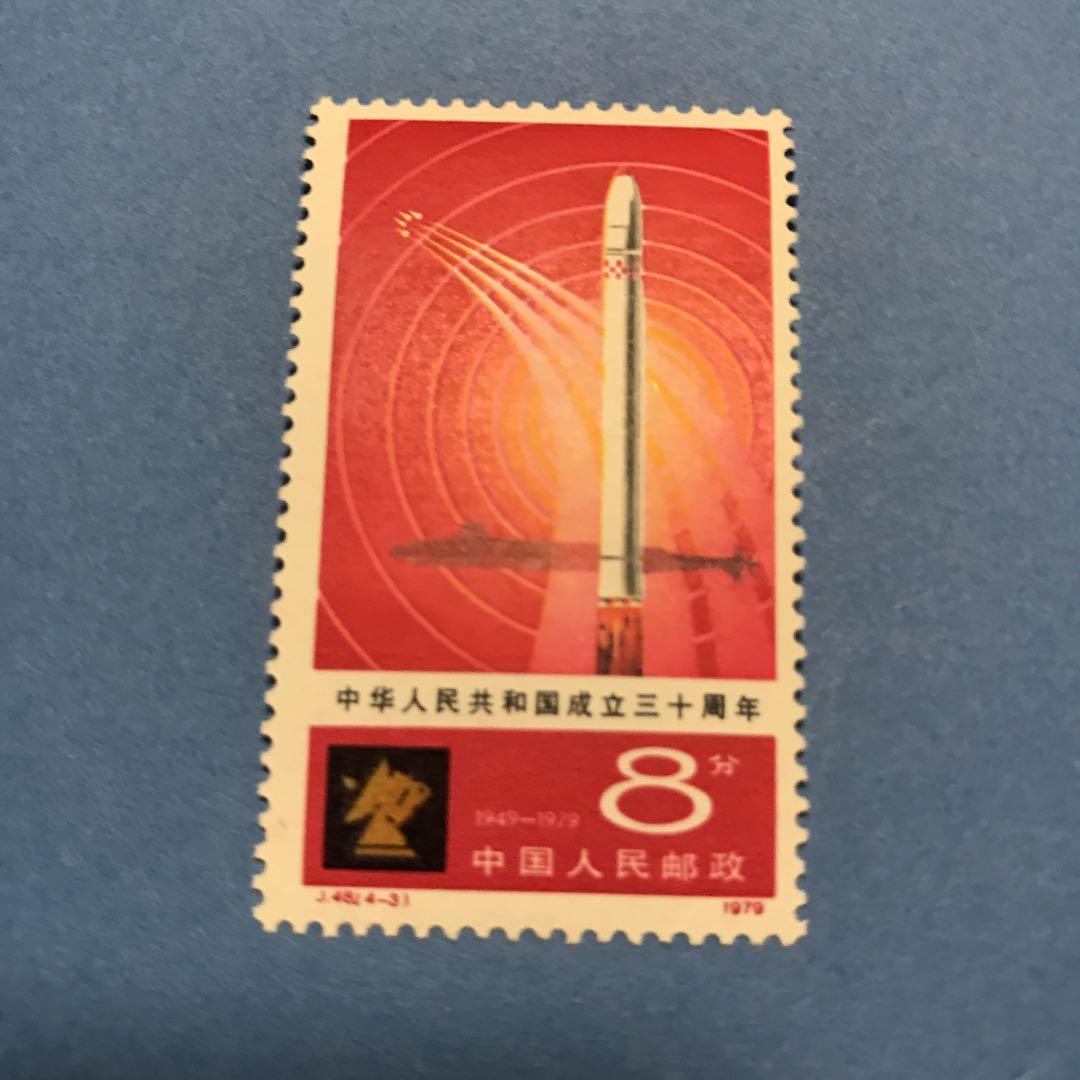 中华人民共和国成立三十周年
8分
1949—1979
中国人民邮政
J.48(4-3)
1979